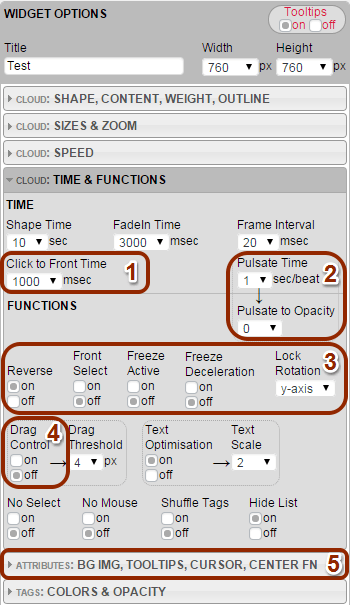 WIDGET OPTIONS
Tooltips
on off
Title Width Height
Test 760 px 760 px
CLOUD: SHAPE, CONTENT, WEIGHT, OUTLINE
CLOUD: SIZES & ZOOM
CLOUD: SPEED
CLOUD: TIME & FUNCTIONS
TIME
Shape Time FadeIn Time Frame Interval
10 sec 3000 msec 20 msec
Click to Front Time Pulsate Time
1000 msec 1 sec/beat
1 2
↓
Pulsate to Opacity
0
FUNCTIONS
3
Reverse Front Select Freeze Active Freeze Deceleration Lock Rotation
on on on on y-axis
off off off off
4
Drag Control Drag Threshold Text Optimisation Text Scale
on → 4 px on → 2
off off
No Select No Mouse Shuffle Tags Hide List
on on on on
off off off off
ATTRIBUTES: BG IMG, TOOLTIPS, CURSOR, CENTER FN 5
TAGS: COLORS & OPACITY